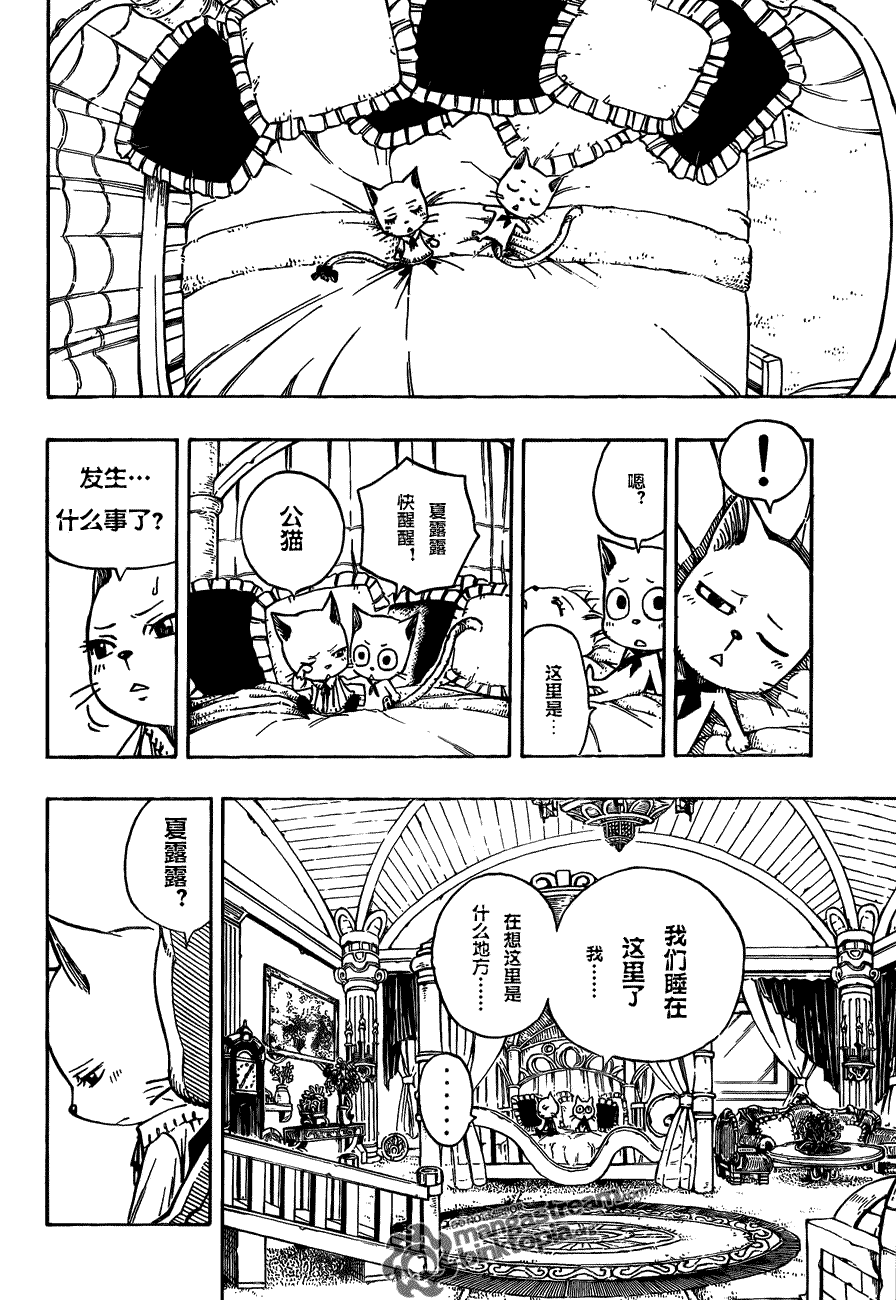 ！
嗯？
这里是…
夏露露
快醒醒！
公猫
发生…
什么事了？
我们睡在
这里了
我…
在想这里是
什么地方……
……
夏露露？
mangastream.com